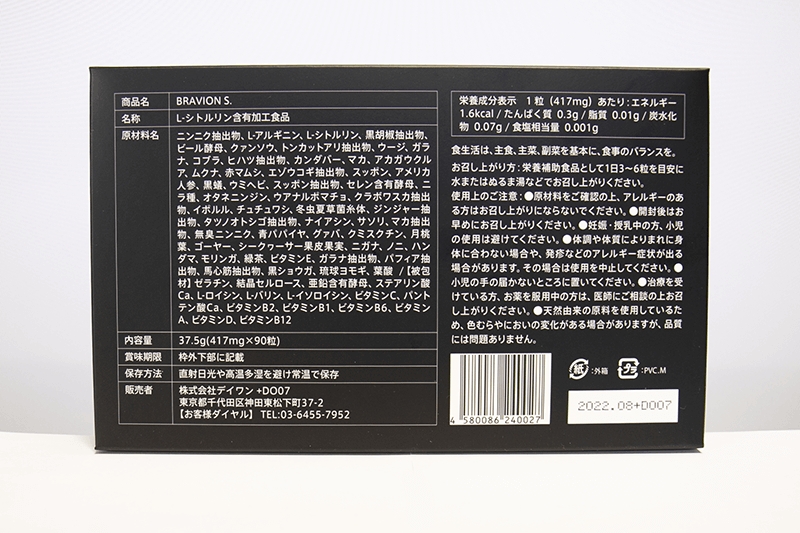 商品名 BRAVION S.
名称 L-シトルリン含有加工食品
原材料名 ニンニク抽出物、L-アルギニン、L-シトルリン、黒胡椒抽出物、
ビール酵母、クァンソウ、トンカットアリ抽出物、ウージ、ガラ
ナ、コブラ、ヒハツ抽出物、カンダバー、マカ、アカガウクル
ア、ムクナ、赤マムシ、エゾウコギ抽出物、スッポン、アメリカ
人参、黒蟻、ウミヘビ、スッポン抽出物、セレン含有酵母、ニ
ラ種、オタネニンジン、ウアナルポマチョ、クラボワスカ抽出
物、イボガル、チュチュワシ、冬虫夏草菌糸体、ジンジャー抽出
物、タツノオトシゴ抽出物、ナイアシン、サソリ、マカ抽出
物、無臭ニンニク、青パパイヤ、グァバ、クミスクチン、月桃
葉、ゴーヤー、シークヮーサー果皮果実、ニガナ、ノニ、ハン
ダマ、モリンガ、緑茶、ビタミンE、ガラナ抽出物、バフィア抽
出物、馬心筋抽出物、黒ショウガ、琉球ヨモギ、葉酸 /【被包
材】ゼラチン、結晶セルロース、亜鉛含有酵母、ステアリン酸
Ca、L-ロイシン、L-バリン、L-イソロイシン、ビタミンC、パント
テン酸Ca、ビタミンB2、ビタミンB1、ビタミンB6、ビタミン
A、ビタミンD、ビタミンB12
内容量 37.5g(417mg×90粒)
賞味期限 枠外下部に記載
保存方法 直射日光や高温多湿を避け常温で保存
販売者 株式会社デイワン +DO07
東京都千代田区神田東松下町37-2
【お客様ダイヤル】TEL:03-6455-7952
栄養成分表示 1粒(417mg)あたり:エネルギー
1.6kcal/たんぱく質 0.3g/脂質 0.01g/炭水化
物 0.07g/食塩相当量 0.001g
食生活は、主食、主菜、副菜を基本に、食事のバランスを。
お召し上がり方:栄養補助食品として1日3〜6粒を目安に
水またはぬるま湯などでお召し上がりください。
使用上のご注意:●原材料をご確認の上、アレルギーのあ
る方はお召し上がりにならないでください。●開封後はお
早めにお召し上がりください。●妊娠・授乳中の方、小児
の使用は避けてください。●体調や体質によりまれに身
体に合わない場合や、発疹などのアレルギー症状が出る
場合があります。その場合は使用を中止してください。●
小児の手の届かないところに置いてください。●治療を受
けている方、お薬を服用中の方は、医師にご相談の上お召
し上がりください。●天然由来の原料を使用しているた
め、色むらやにおいの変化がある場合がありますが、品質
には問題ありません。
4 580086 240027
紙 :外箱 プラ :PVC.M
2022.08+D007